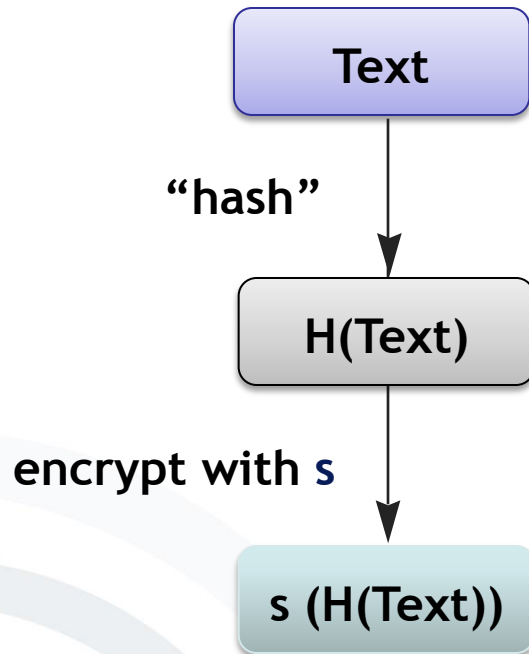 Text
“hash”
H(Text)
encrypt with s
s (H(Text))